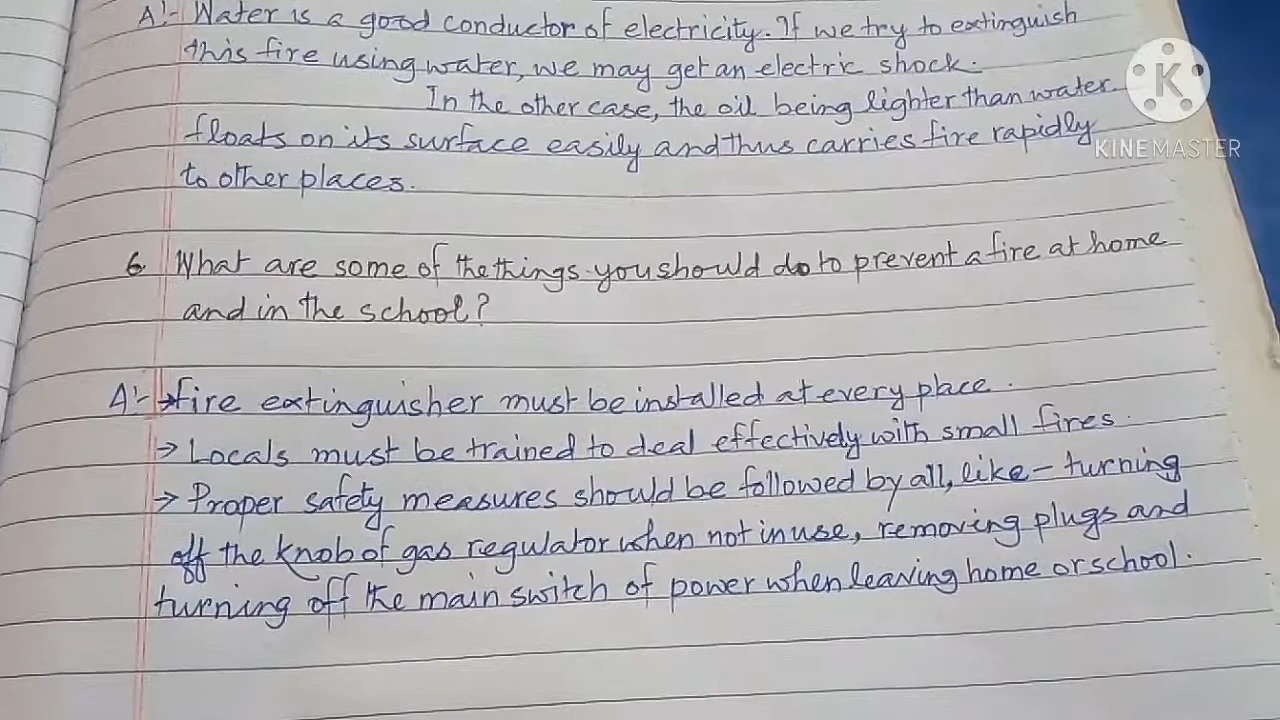 A:- Water is a good conductor of electricity. If we try to extinguish
this fire using water, we may get an electric shock.
In the other case, the oil being lighter than water
floats on its surface easily and thus carries fire rapidly
to other places.
K
KINEMASTER
6 What are some of the things you should do to prevent a fire at home
and in the school?
A:- → fire extinguisher must be installed at every place.
→ Locals must be trained to deal effectively with small fires.
→ Proper safety measures should be followed by all, like - turning
off the knob of gas regulator when not in use, removing plugs and
turning off the main switch of power when leaving home or school.